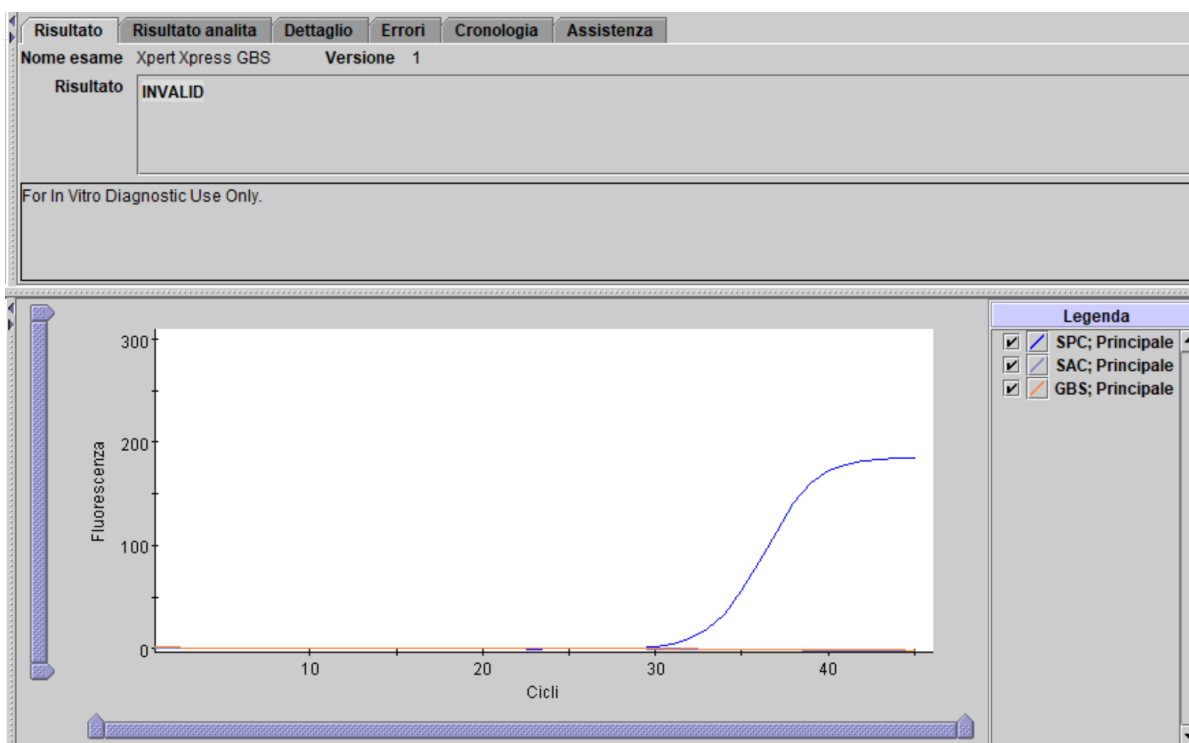 Risultato Risultato analita Dettaglio Errori Cronologia Assistenza
Nome esame Xpert Xpress GBS Versione 1
Risultato INVALID
For In Vitro Diagnostic Use Only.
Legenda
SPC; Principale
SAC; Principale
GBS; Principale
300
200
100
0
Fluorescenza
10 20 30 40
Cicli